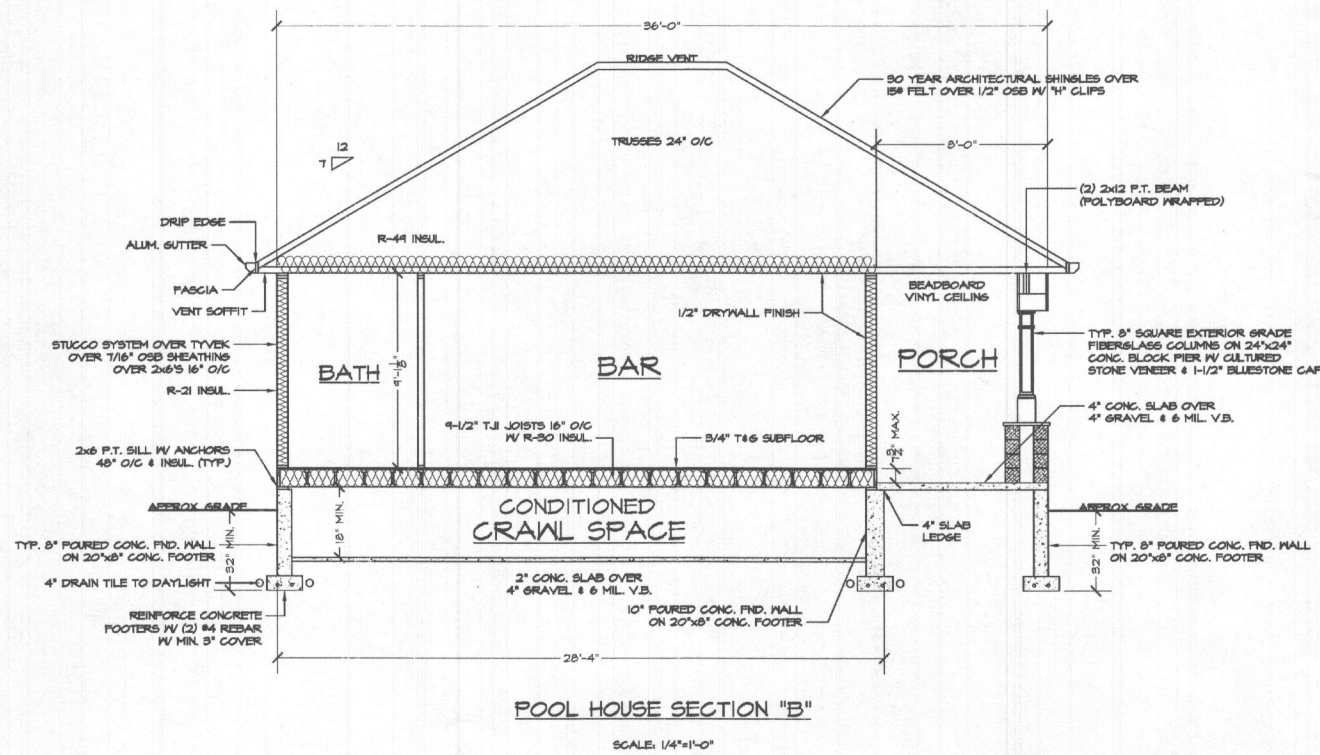 36'-0"
RIDGE VENT
30 YEAR ARCHITECTURAL SHINGLES OVER
15# FELT OVER 1/2" OSB W/ "H" CLIPS
TRUSSES 24" O/C
8'-0"
12
7
(2) 2x12 P.T. BEAM
(POLYBOARD WRAPPED)
DRIP EDGE
ALUM. GUTTER
R-49 INSUL.
FASCIA
VENT SOFFIT
BEADBOARD
VINYL CEILING
1/2" DRYWALL FINISH
STUCCO SYSTEM OVER TYVEK
OVER 7/16" OSB SHEATHING
OVER 2x6'S 16" O/C
R-21 INSUL.
BATH
9'-1 1/8"
BAR
PORCH
TYP. 8" SQUARE EXTERIOR GRADE
FIBERGLASS COLUMNS ON 24"x24"
CONC. BLOCK PIER W/ CULTURED
STONE VENEER & 1-1/2" BLUESTONE CAP
4" CONC. SLAB OVER
4" GRAVEL & 6 MIL. V.B.
9-1/2" TJI JOISTS 16" O/C
W/ R-30 INSUL.
3/4" T&G SUBFLOOR
7 3/4" MAX.
2x6 P.T. SILL W/ ANCHORS
48" O/C & INSUL. (TYP.)
APPROX GRADE
CONDITIONED
CRAWL SPACE
18" MIN.
32" MIN.
4" SLAB
LEDGE
APPROX GRADE
32" MIN.
TYP. 8" POURED CONC. FND. WALL
ON 20"x8" CONC. FOOTER
TYP. 8" POURED CONC. FND. WALL
ON 20"x8" CONC. FOOTER
4" DRAIN TILE TO DAYLIGHT
2" CONC. SLAB OVER
4" GRAVEL & 6 MIL. V.B.
10" POURED CONC. FND. WALL
ON 20"x8" CONC. FOOTER
REINFORCE CONCRETE
FOOTERS W/ (2) #4 REBAR
W/ MIN. 3" COVER
28'-4"
POOL HOUSE SECTION "B"
SCALE: 1/4"=1'-0"